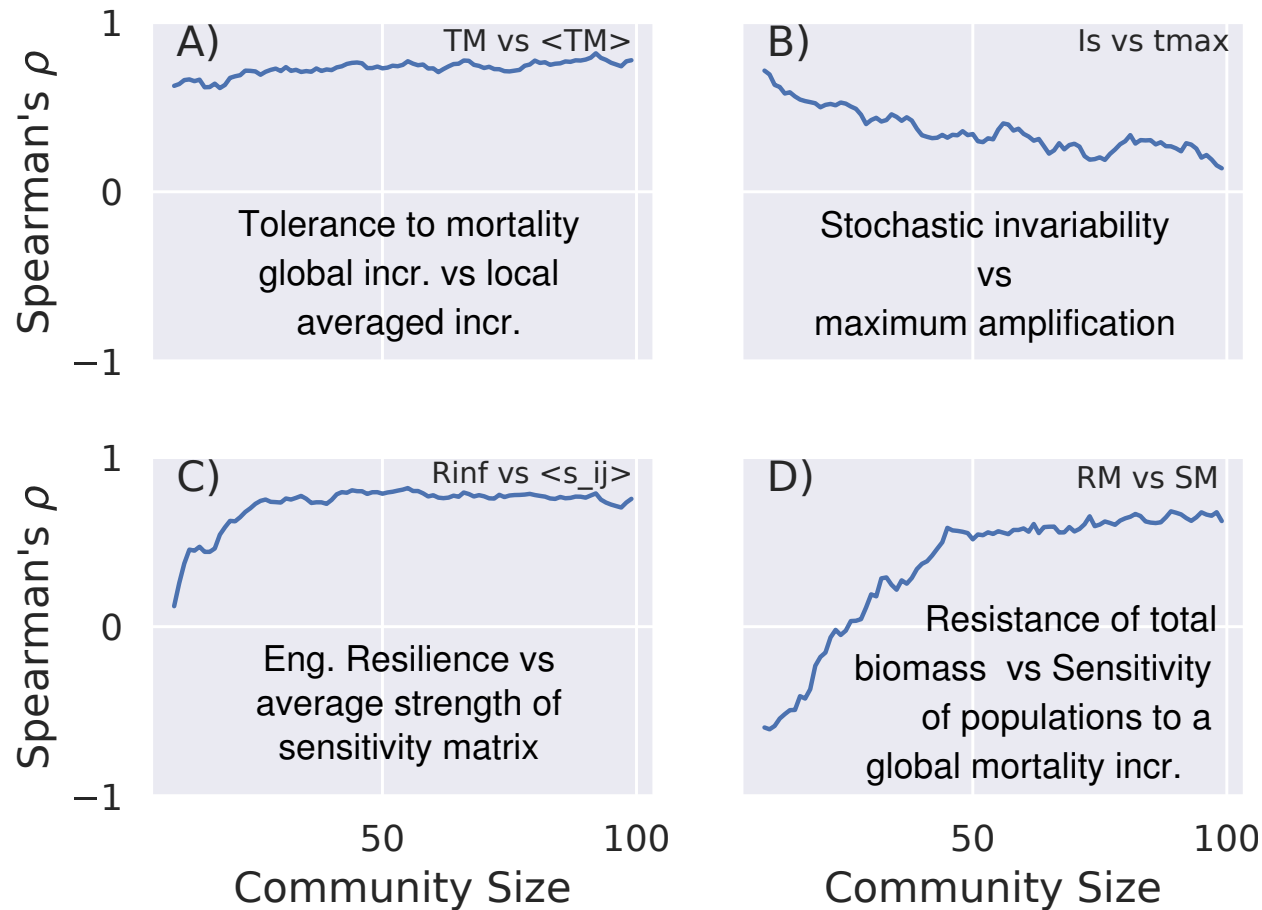 1
A)
TM vs <TM>
B)
Is vs tmax
Spearman's ρ
0
Tolerance to mortality
global incr. vs local
averaged incr.
Stochastic invariability
vs
maximum amplification
−1
1
C)
Rinf vs <s_ij>
D)
RM vs SM
Spearman's ρ
0
Eng. Resilience vs
average strength of
sensitivity matrix
Resistance of total
biomass  vs Sensitivity
of populations to a
global mortality incr.
−1
50
100
50
100
Community Size
Community Size